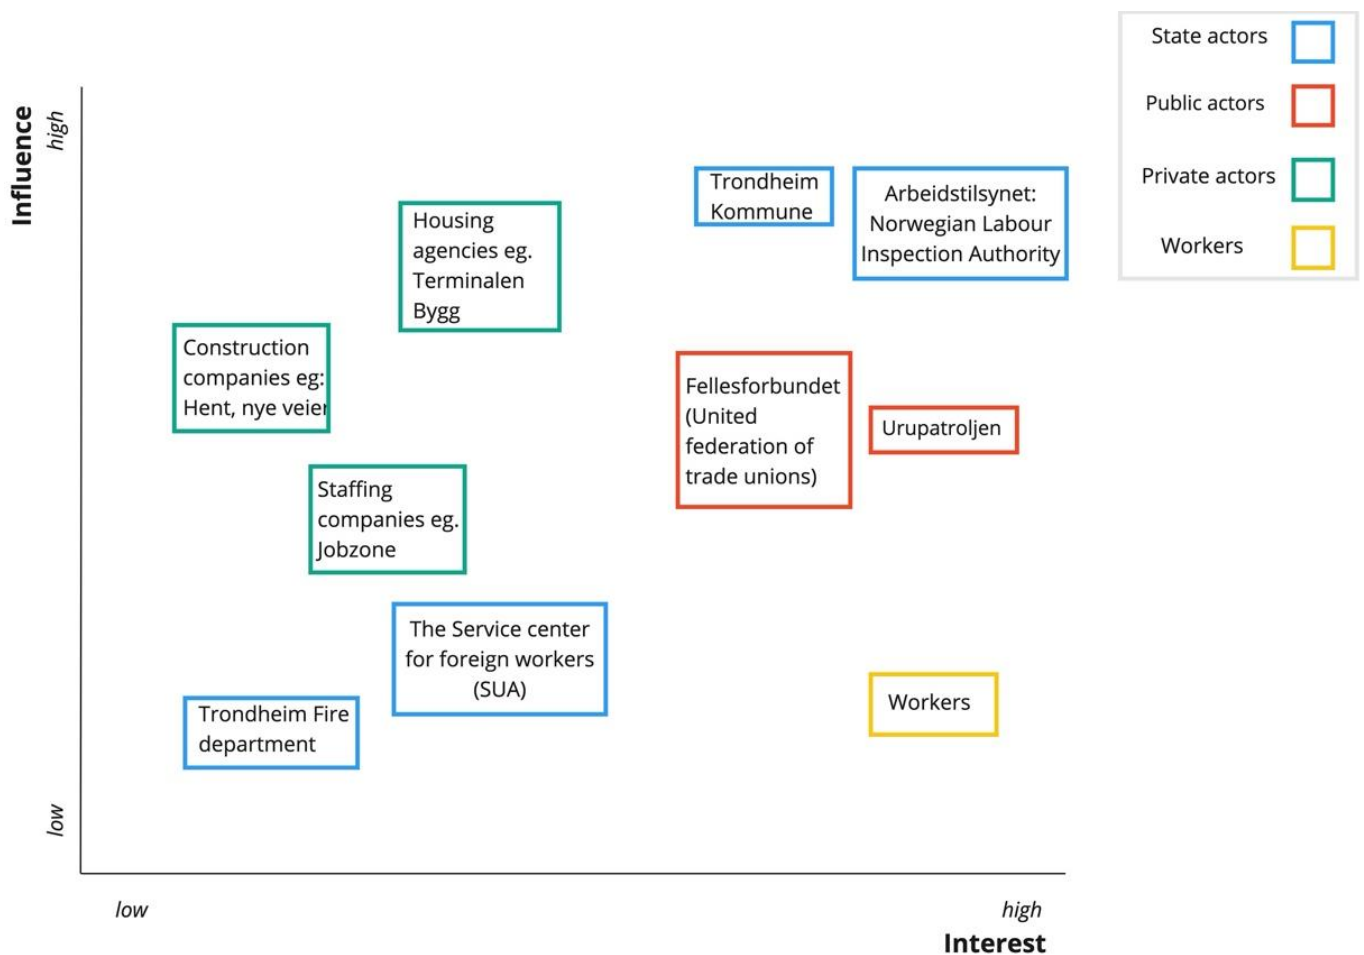 State actors
Public actors
Private actors
Workers
Influence
high
low
Trondheim
Kommune
Arbeidstilsynet:
Norwegian Labour
Inspection Authority
Housing
agencies eg.
Terminalen
Bygg
Construction
companies eg:
Hent, nye veier
Fellesforbundet
(United
federation of
trade unions)
Urupatroljen
Staffing
companies eg.
Jobzone
The Service center
for foreign workers
(SUA)
Workers
Trondheim Fire
department
low
high
Interest